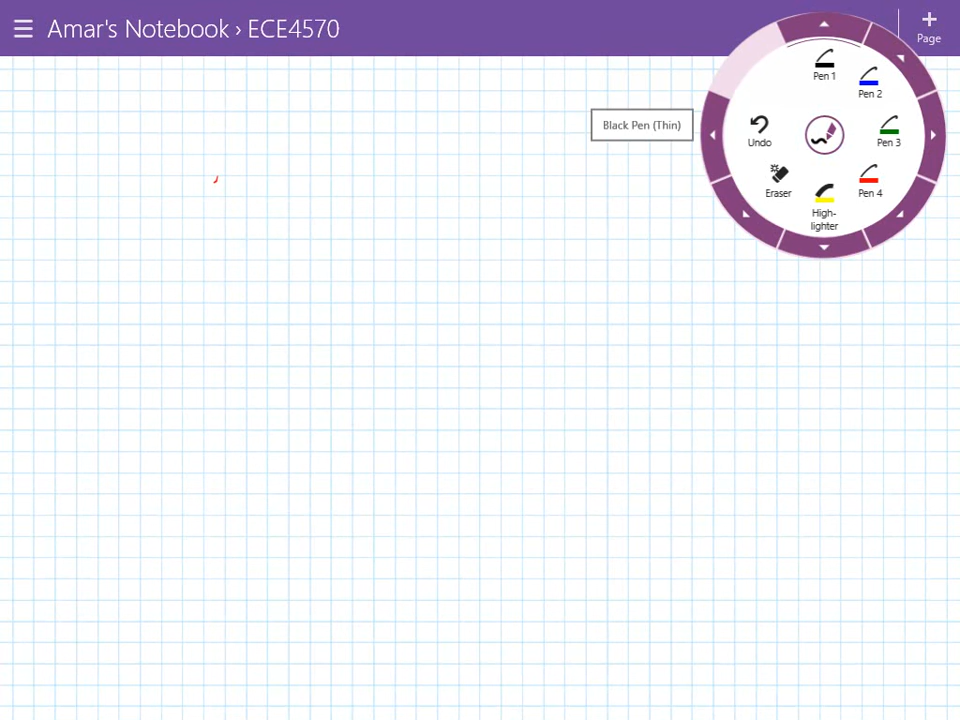 Amar's Notebook › ECE4570
Page
Pen 1
Pen 2
Black Pen (Thin)
Undo
Pen 3
Eraser
Pen 4
High-
lighter